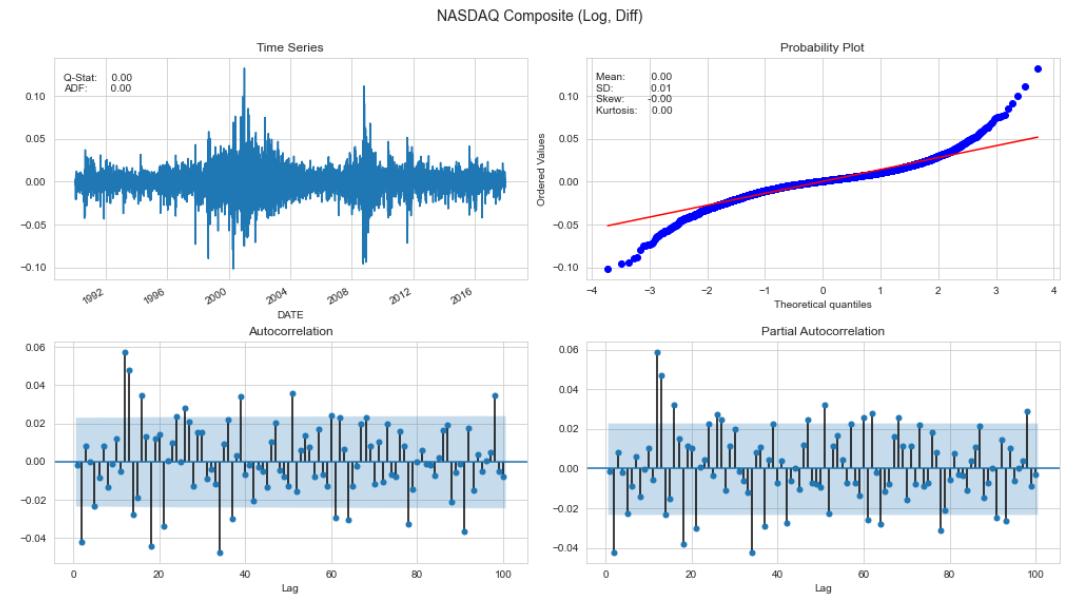 NASDAQ Composite (Log, Diff)
Time Series
Q-Stat: 0.00
ADF: 0.00
0.10
0.05
0.00
−0.05
−0.10
1992 1996 2000 2004 2008 2012 2016
DATE
Probability Plot
Mean: 0.00
SD: 0.01
Skew: -0.00
Kurtosis: 0.00
Ordered Values
0.10
0.05
0.00
−0.05
−0.10
−4 −3 −2 −1 0 1 2 3 4
Theoretical quantiles
Autocorrelation
0.06
0.04
0.02
0.00
−0.02
−0.04
0 20 40 60 80 100
Lag
Partial Autocorrelation
0.06
0.04
0.02
0.00
−0.02
−0.04
0 20 40 60 80 100
Lag